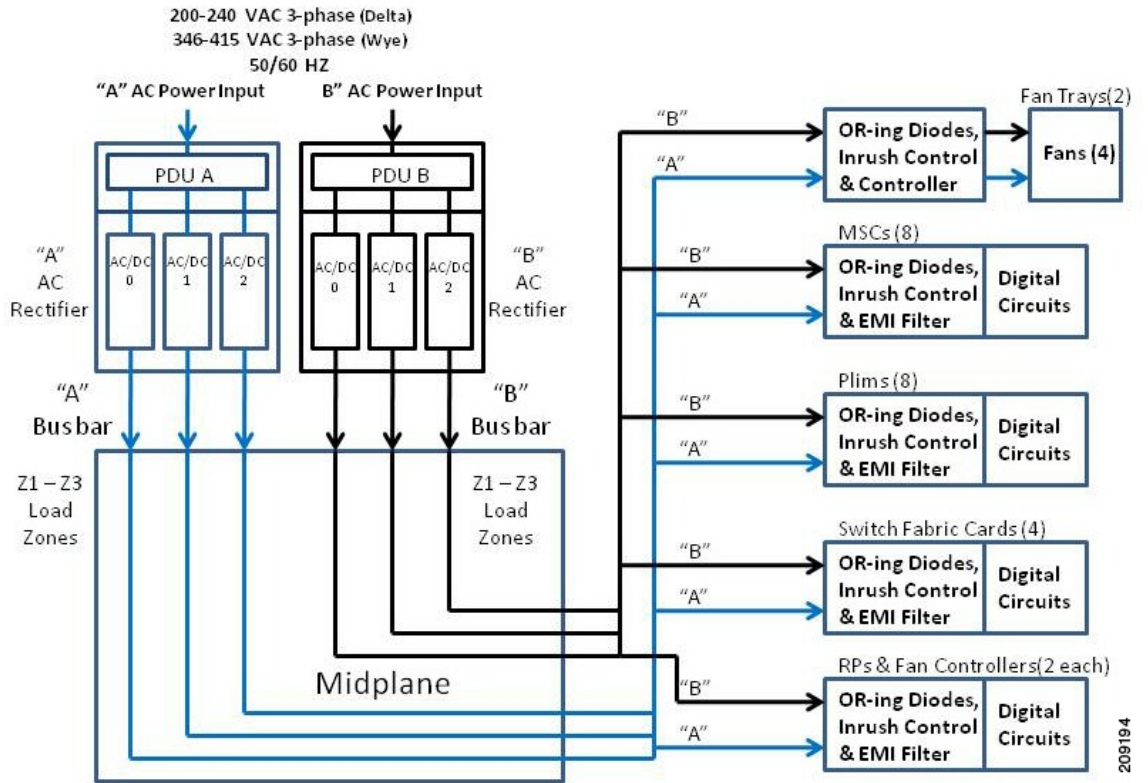 200-240 VAC 3-phase (Delta)
346-415 VAC 3-phase (Wye)
50/60 HZ
“A” AC Power Input
B” AC Power Input
PDU A
PDU B
“A”
AC
Rectifier
AC/DC
0
AC/DC
1
AC/DC
2
AC/DC
0
AC/DC
1
AC/DC
2
“B”
AC
Rectifier
“A”
Bus bar
“B”
Bus bar
Z1 – Z3
Load
Zones
Z1 – Z3
Load
Zones
Midplane
Fan Trays(2)
“B”
“A”
OR-ing Diodes,
Inrush Control
& Controller
Fans (4)
MSCs (8)
“B”
“A”
OR-ing Diodes,
Inrush Control
& EMI Filter
Digital
Circuits
Plims (8)
“B”
“A”
OR-ing Diodes,
Inrush Control
& EMI Filter
Digital
Circuits
Switch Fabric Cards (4)
“B”
“A”
OR-ing Diodes,
Inrush Control
& EMI Filter
Digital
Circuits
RPs & Fan Controllers(2 each)
“B”
“A”
OR-ing Diodes,
Inrush Control
& EMI Filter
Digital
Circuits
209194